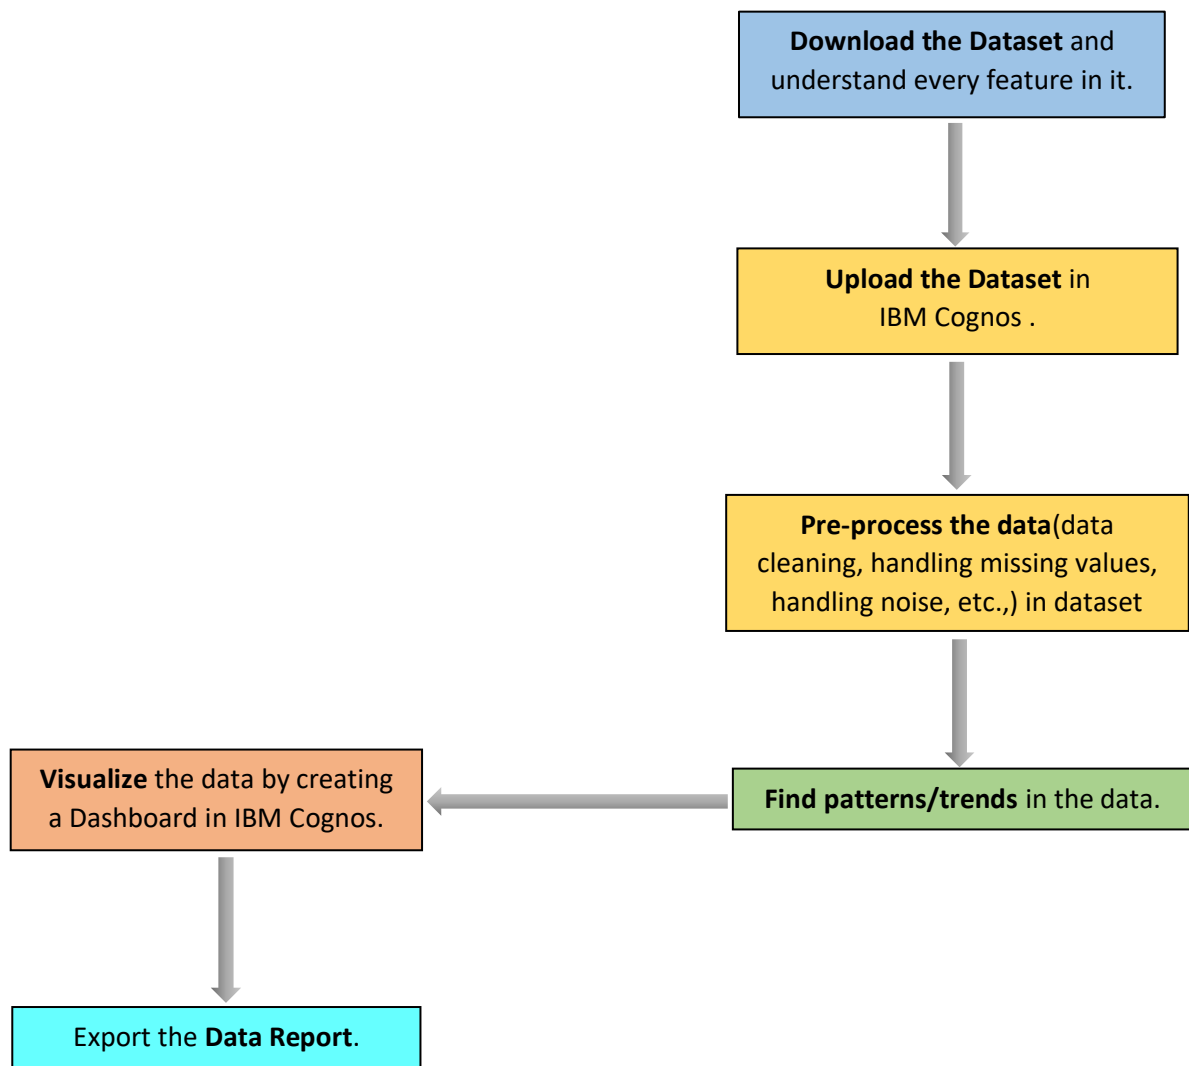 Download the Dataset and
understand every feature in it.
Upload the Dataset in
IBM Cognos .
Pre-process the data(data
cleaning, handling missing values,
handling noise, etc.,) in dataset
Find patterns/trends in the data.
Visualize the data by creating
a Dashboard in IBM Cognos.
Export the Data Report.